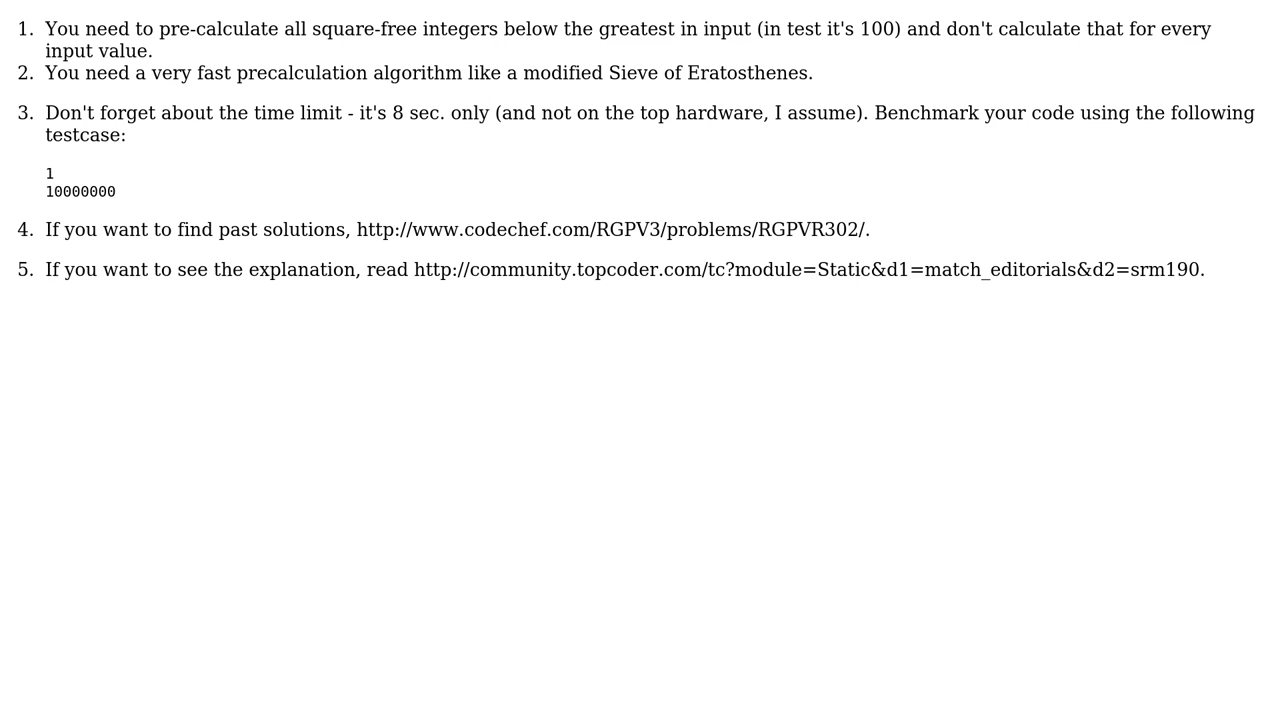 1. You need to pre-calculate all square-free integers below the greatest in input (in test it's 100) and don't calculate that for every
input value.
2. You need a very fast precalculation algorithm like a modified Sieve of Eratosthenes.
3. Don't forget about the time limit - it's 8 sec. only (and not on the top hardware, I assume). Benchmark your code using the following
testcase:
1
10000000
4. If you want to find past solutions, http://www.codechef.com/RGPV3/problems/RGPVR302/.
5. If you want to see the explanation, read http://community.topcoder.com/tc?module=Static&d1=match_editorials&d2=srm190.